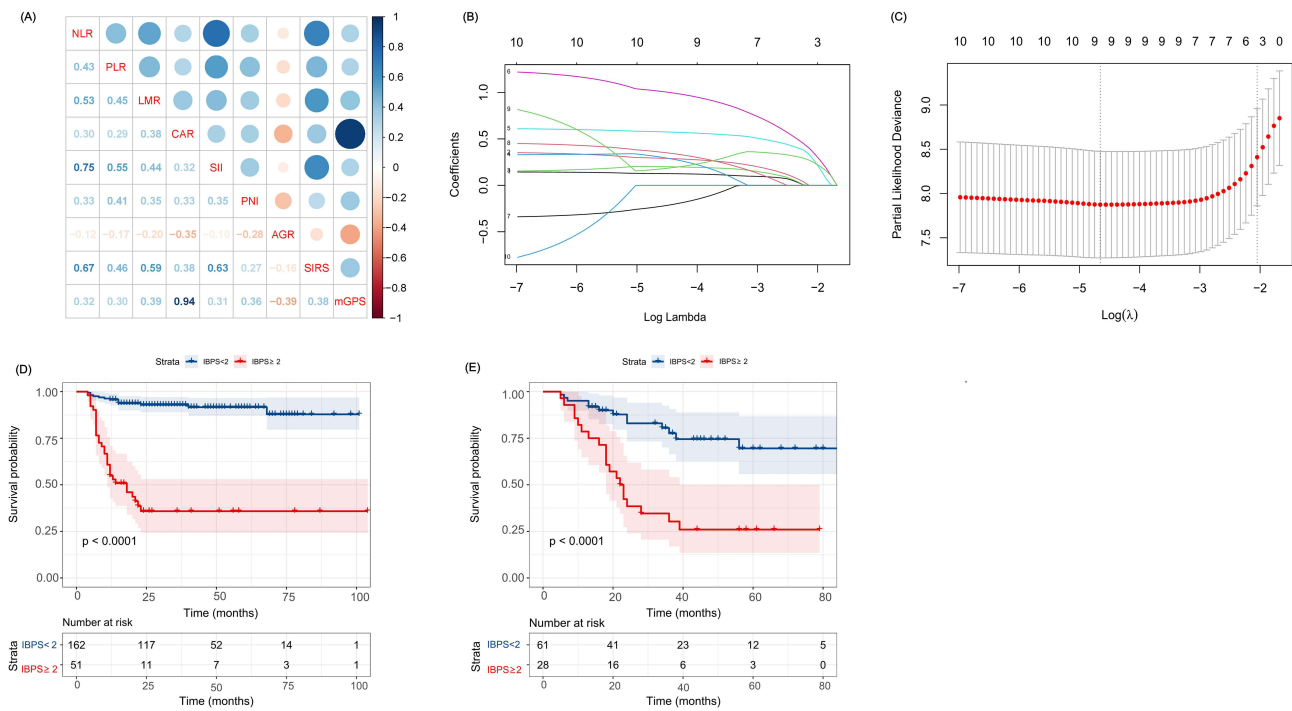 (A)
NLR
0.43 PLR
0.53 0.45 LMR
0.30 0.29 0.38 CAR
0.75 0.55 0.44 0.32 SII
0.33 0.41 0.35 0.33 0.35 PNI
−0.12 −0.17 −0.20 −0.35 −0.10 −0.28 AGR
0.67 0.46 0.59 0.38 0.63 0.27 −0.16 SIRS
0.32 0.30 0.39 0.94 0.31 0.36 −0.39 0.38 mGPS
1
0.8
0.6
0.4
0.2
0
−0.2
−0.4
−0.6
−0.8
−1
(B)
10 10 10 9 7 3
Coefficients
1.0
0.5
0.0
−0.5
6
9
5
8
7
10
−7 −6 −5 −4 −3 −2
Log Lambda
(C)
10 10 10 10 10 10 9 9 9 9 9 9 7 7 7 6 3 0
Partial Likelihood Deviance
9.0
8.5
8.0
7.5
−7 −6 −5 −4 −3 −2
Log(λ)
(D)
Strata IBPS<2 IBPS≥ 2
Survival probability
1.00
0.75
0.50
0.25
0.00
p < 0.0001
0 25 50 75 100
Time (months)
Number at risk
Strata
IBPS< 2 162 117 52 14 1
IBPS≥ 2 51 11 7 3 1
0 25 50 75 100
Time (months)
(E)
Strata IBPS<2 IBPS≥ 2
Survival probability
1.00
0.75
0.50
0.25
0.00
p < 0.0001
0 20 40 60 80
Time (months)
Number at risk
Strata
IBPS<2 61 41 23 12 5
IBPS≥2 28 16 6 3 0
0 20 40 60 80
Time (months)